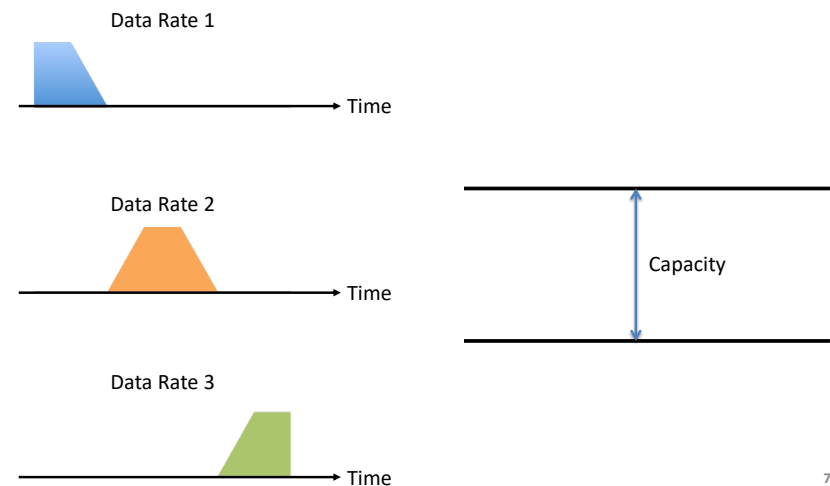 Data Rate 1
Time
Data Rate 2
Time
Capacity
Data Rate 3
Time
7